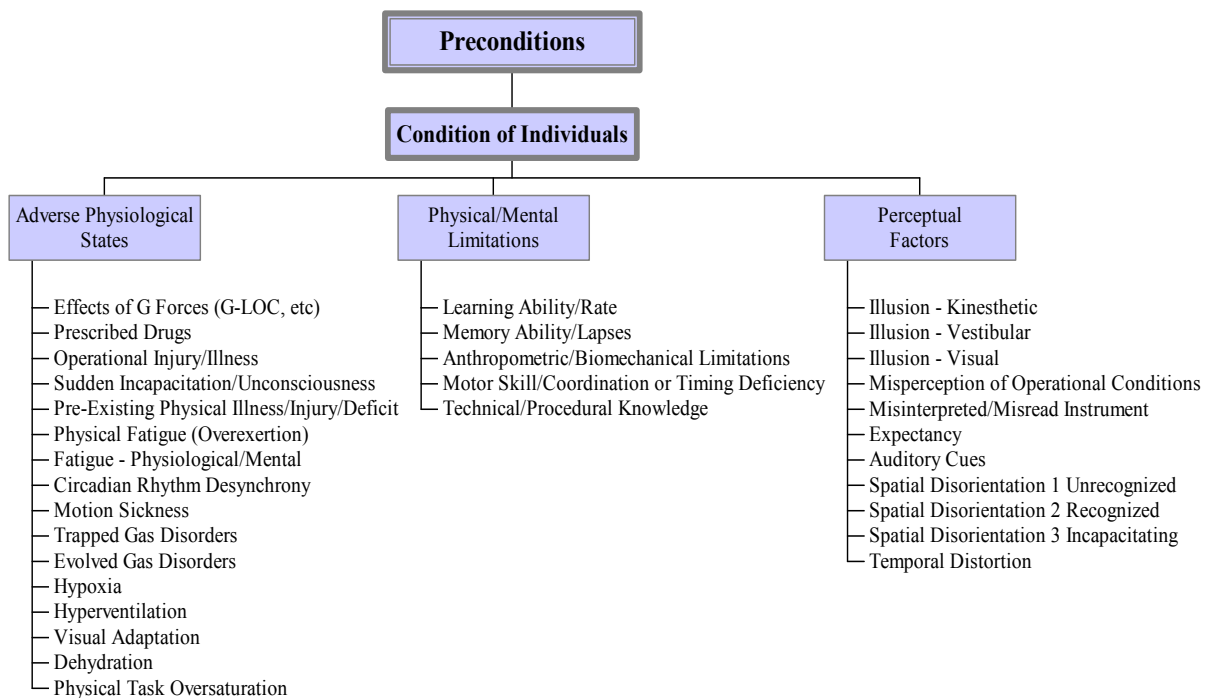 Preconditions
Condition of Individuals
Adverse Physiological
States
Effects of G Forces (G-LOC, etc)
Prescribed Drugs
Operational Injury/Illness
Sudden Incapacitation/Unconsciousness
Pre-Existing Physical Illness/Injury/Deficit
Physical Fatigue (Overexertion)
Fatigue - Physiological/Mental
Circadian Rhythm Desynchrony
Motion Sickness
Trapped Gas Disorders
Evolved Gas Disorders
Hypoxia
Hyperventilation
Visual Adaptation
Dehydration
Physical Task Oversaturation
Physical/Mental
Limitations
Learning Ability/Rate
Memory Ability/Lapses
Anthropometric/Biomechanical Limitations
Motor Skill/Coordination or Timing Deficiency
Technical/Procedural Knowledge
Perceptual
Factors
Illusion - Kinesthetic
Illusion - Vestibular
Illusion - Visual
Misperception of Operational Conditions
Misinterpreted/Misread Instrument
Expectancy
Auditory Cues
Spatial Disorientation 1 Unrecognized
Spatial Disorientation 2 Recognized
Spatial Disorientation 3 Incapacitating
Temporal Distortion